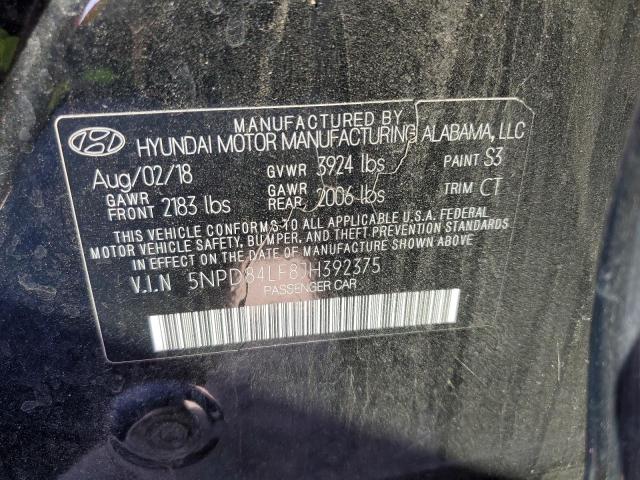 MANUFACTURED BY
HYUNDAI MOTOR MANUFACTURING ALABAMA, LLC
Aug/02/18 GVWR 3924 lbs PAINT S3
GAWR FRONT 2183 lbs GAWR REAR 2006 lbs TRIM CT
THIS VEHICLE CONFORMS TO ALL APPLICABLE U.S.A. FEDERAL
MOTOR VEHICLE SAFETY, BUMPER, AND THEFT PREVENTION STANDARDS
IN EFFECT ON THE DATE OF MANUFACTURE SHOWN ABOVE.
V.I.N 5NPD84LF8JH392375
PASSENGER CAR